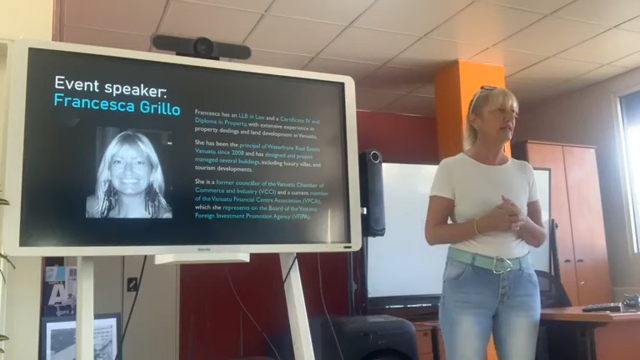 Event speaker:
Francesca Grillo
Francesca has an LLB in Law and a Certificate IV and
Diploma in Property, with extensive experience in
property dealings and land development in Vanuatu.
She has been the principal of Waterfront Real Estate
Vanuatu since 2008 and has designed and project
managed several buildings, including luxury villas, and
tourism developments.
She is a former councillor of the Vanuatu Chamber of
Commerce and Industry (VCCI) and a current member
of the Vanuatu Financial Centre Association (VFCA),
which she represents on the Board of the Vanuatu
Foreign Investment Promotion Agency (VFIPA).